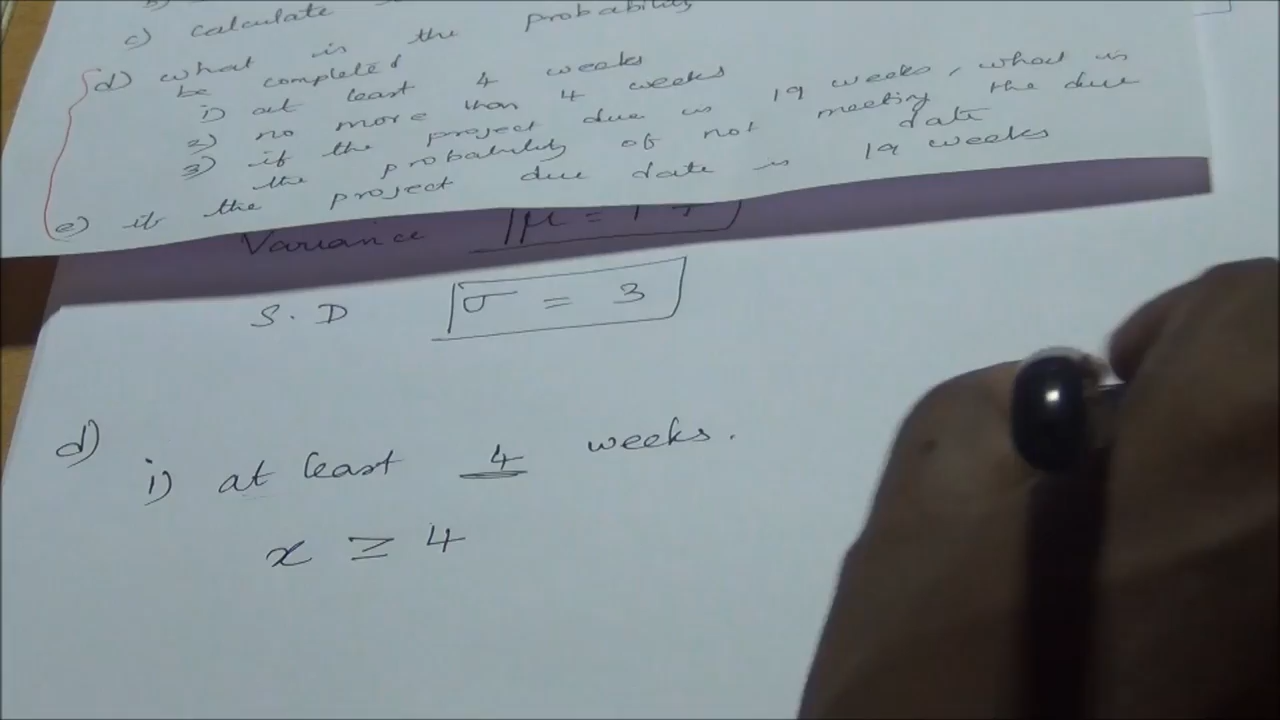 c) calculate
d) what is the probability
be completed
1) at least 4 weeks
2) no more than 4 weeks
3) if the project due is 19 weeks, what is
the probability of not meeting the due
date
e) if the project due date is 19 weeks
Variance μ = 17
S.D σ = 3
d)
i) at least 4 weeks.
x ≥ 4